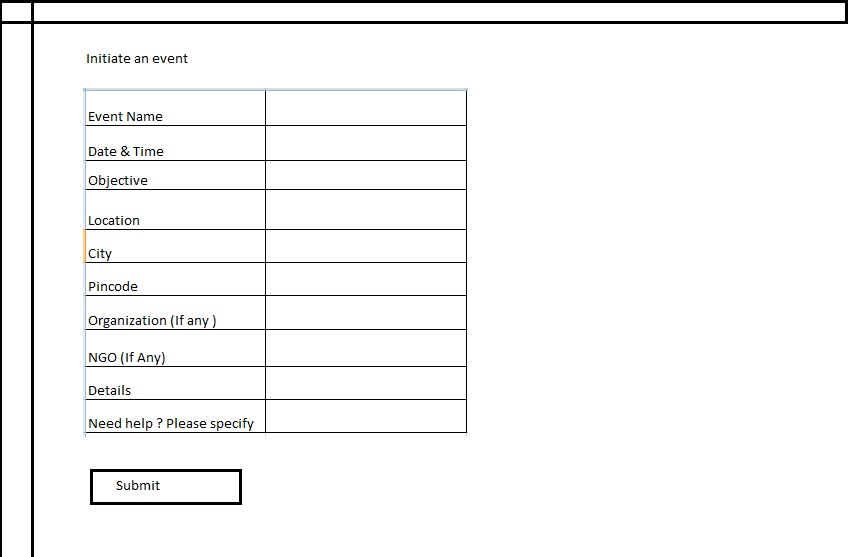 Initiate an event
Event Name
Date & Time
Objective
Location
City
Pincode
Organization (If any )
NGO (If Any)
Details
Need help ? Please specify
Submit